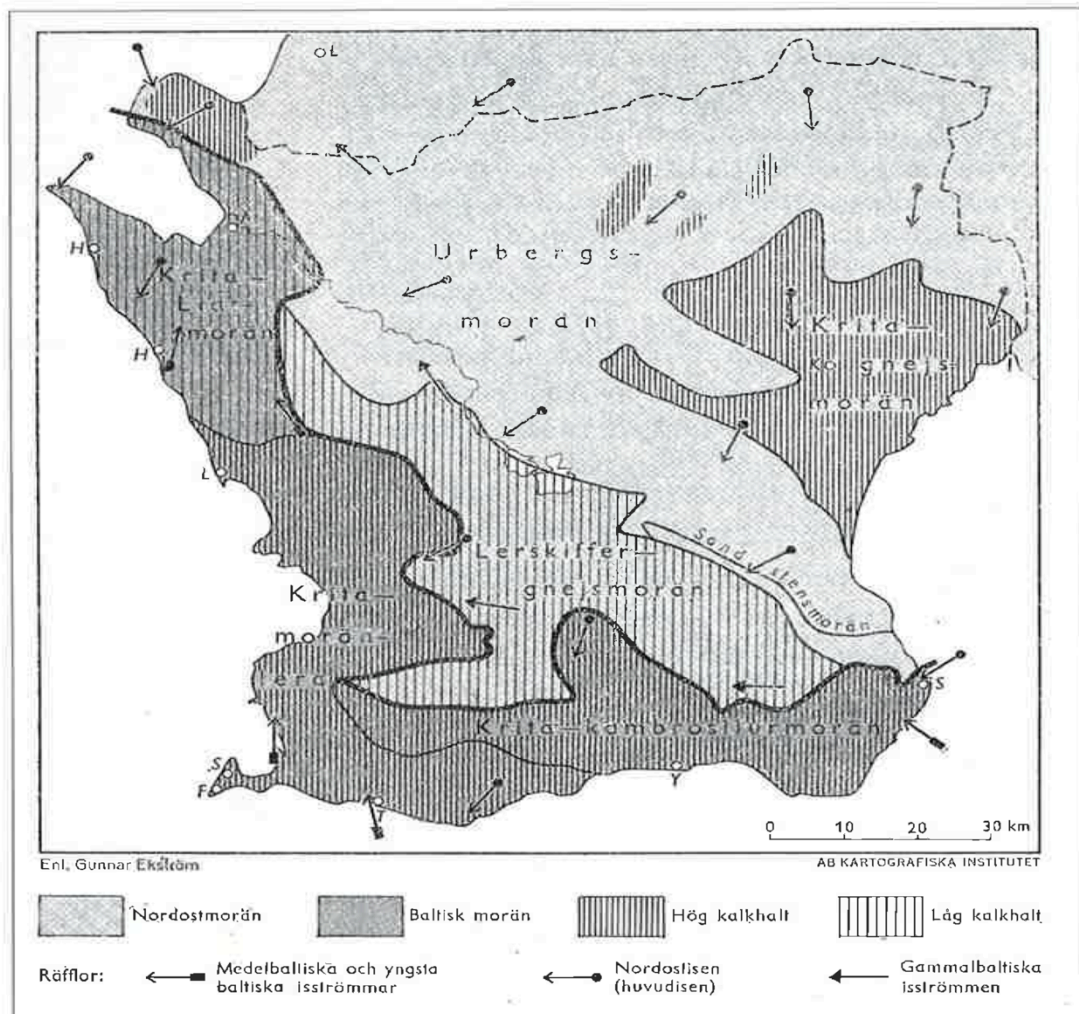 L
Ä
H
H
L
S
F
T
Y
S
Urbergs-
morän
Krita-
Lias-
morän
Krita-
Ko gnejs-
morän
Lerskiffer-
gnejsmorän
Sandstensmorän
Krita-
morän-
lera
Krita-kambrosilurmorän
0 10 20 30 km
Enl. Gunnar Ekström
AB KARTOGRAFISKA INSTITUTET
Nordostmorän
Baltisk morän
Hög kalkhalt
Låg kalkhalt
Räfflor:
Medelbaltiska och yngsta
baltiska isströmmar
Nordostisen
(huvudisen)
Gammalbaltiska
isströmmen